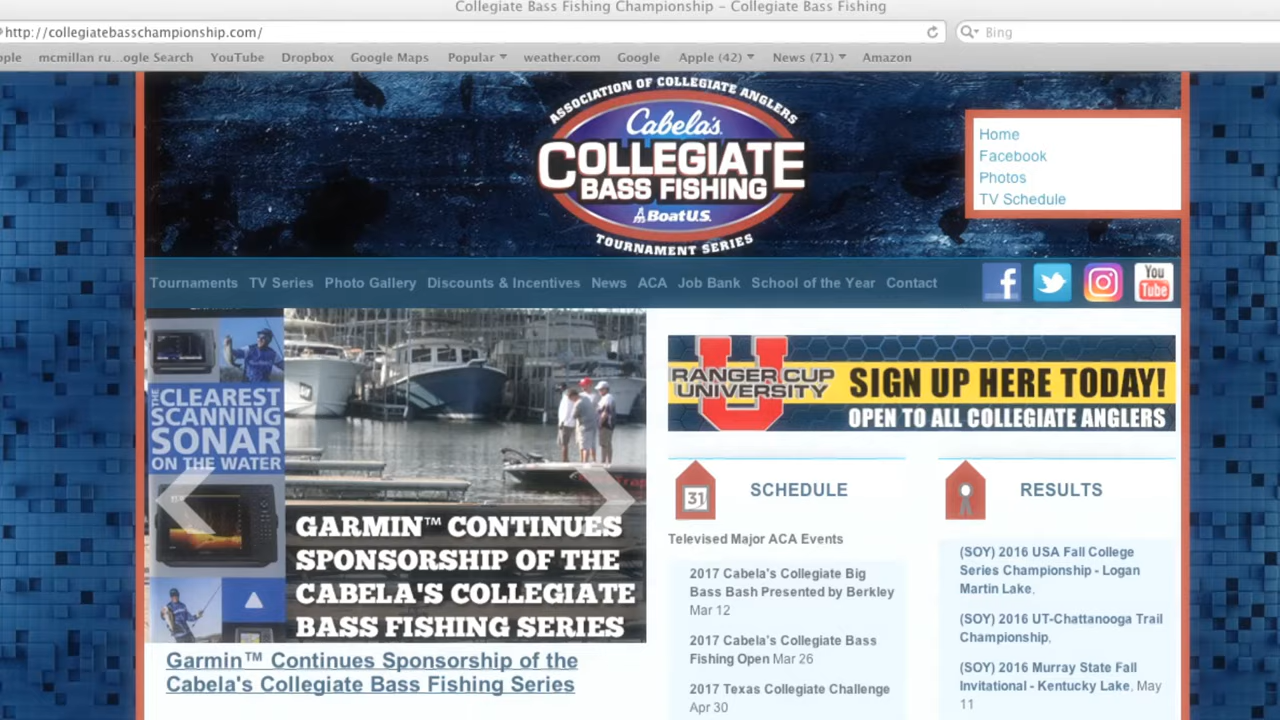 Collegiate Bass Fishing Championship – Collegiate Bass Fishing
http://collegiatebasschampionship.com/
Bing
pple mcmillan ru...ogle Search YouTube Dropbox Google Maps Popular weather.com Google Apple (42) News (71) Amazon
ASSOCIATION OF COLLEGIATE ANGLERS
Cabela's
COLLEGIATE
BASS FISHING
BoatU.S.
TOURNAMENT SERIES
Home
Facebook
Photos
TV Schedule
Tournaments TV Series Photo Gallery Discounts & Incentives News ACA Job Bank School of the Year Contact
f
You
Tube
THE CLEAREST
SCANNING
SONAR
ON THE WATER
GARMIN™ CONTINUES
SPONSORSHIP OF THE
CABELA'S COLLEGIATE
BASS FISHING SERIES
Garmin™ Continues Sponsorship of the
Cabela's Collegiate Bass Fishing Series
U
RANGER CUP
UNIVERSITY
SIGN UP HERE TODAY!
OPEN TO ALL COLLEGIATE ANGLERS
31
SCHEDULE
Televised Major ACA Events
2017 Cabela's Collegiate Big
Bass Bash Presented by Berkley
Mar 12
2017 Cabela's Collegiate Bass
Fishing Open Mar 26
2017 Texas Collegiate Challenge
Apr 30
RESULTS
(SOY) 2016 USA Fall College
Series Championship - Logan
Martin Lake,
(SOY) 2016 UT-Chattanooga Trail
Championship,
(SOY) 2016 Murray State Fall
Invitational - Kentucky Lake, May
11